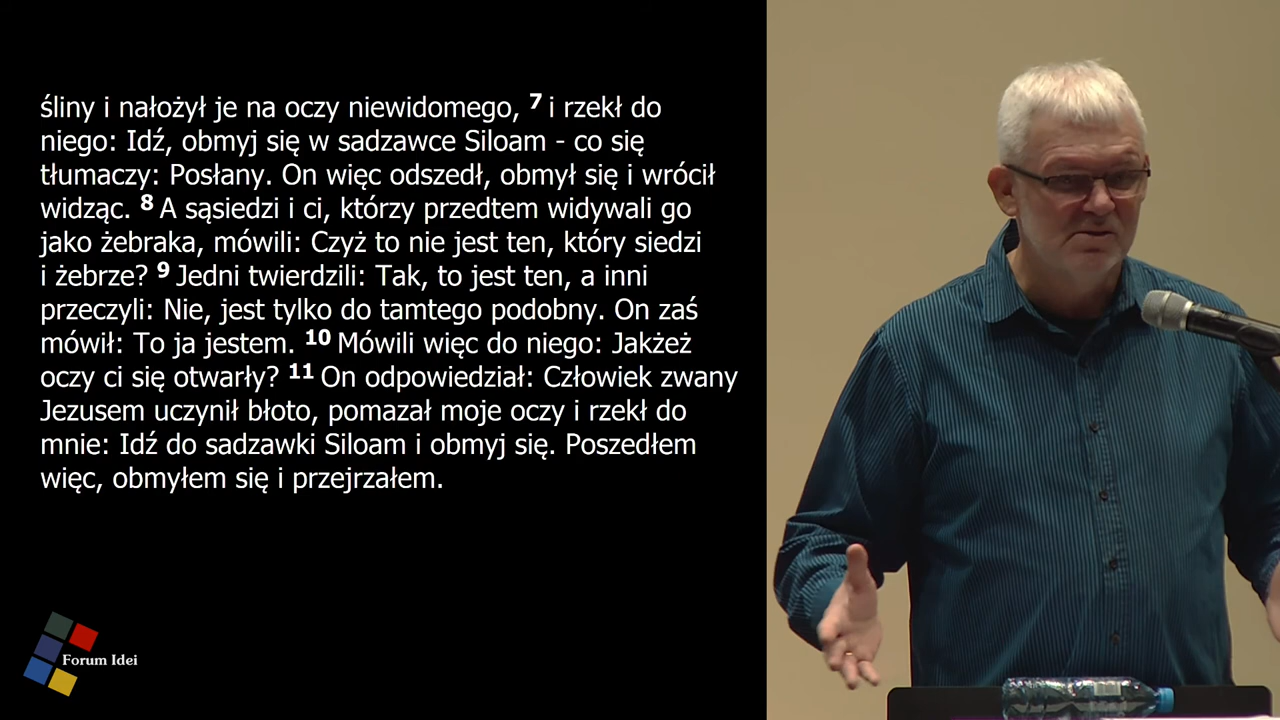 śliny i nałożył je na oczy niewidomego, 7 i rzekł do
niego: Idź, obmyj się w sadzawce Siloam - co się
tłumaczy: Posłany. On więc odszedł, obmył się i wrócił
widząc. 8 A sąsiedzi i ci, którzy przedtem widywali go
jako żebraka, mówili: Czyż to nie jest ten, który siedzi
i żebrze? 9 Jedni twierdzili: Tak, to jest ten, a inni
przeczyli: Nie, jest tylko do tamtego podobny. On zaś
mówił: To ja jestem. 10 Mówili więc do niego: Jakżeż
oczy ci się otwarły? 11 On odpowiedział: Człowiek zwany
Jezusem uczynił błoto, pomazał moje oczy i rzekł do
mnie: Idź do sadzawki Siloam i obmyj się. Poszedłem
więc, obmyłem się i przejrzałem.
Forum Idei